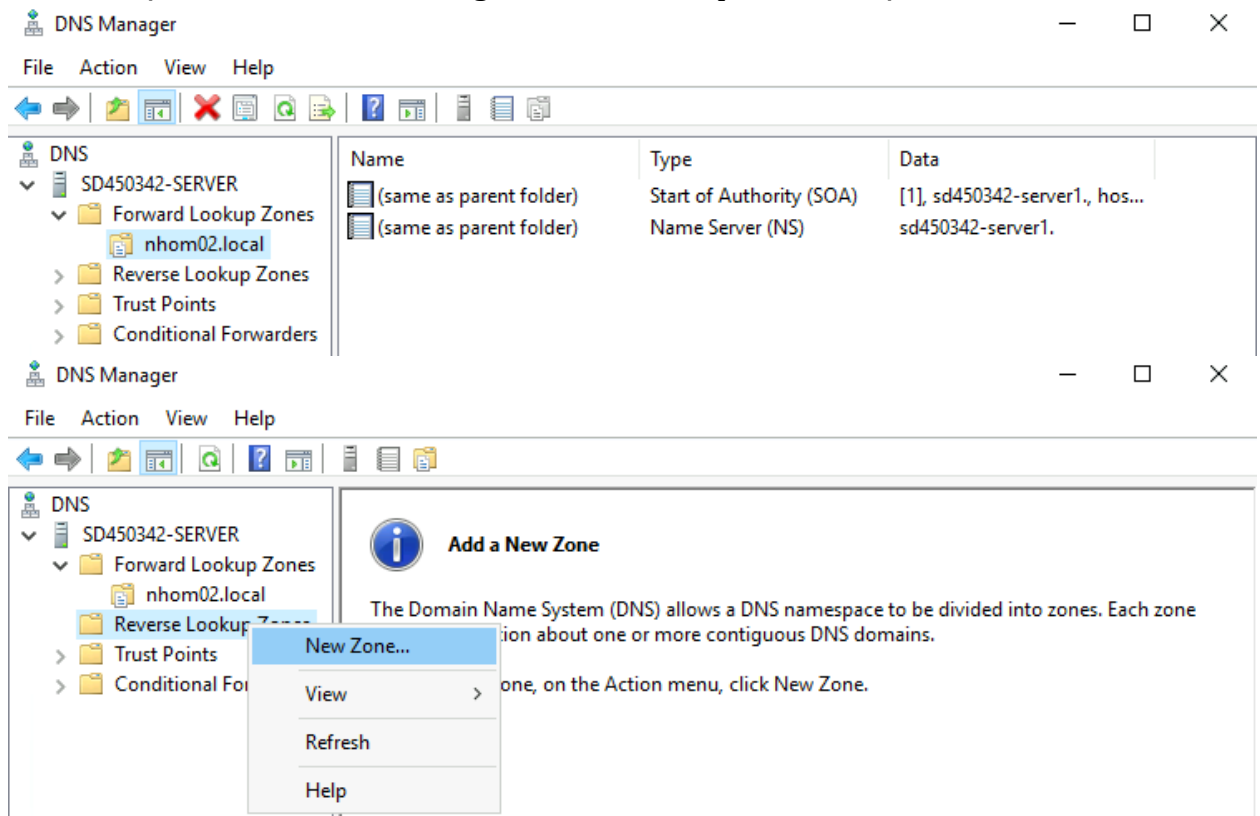 DNS Manager
File Action View Help
DNS
SD450342-SERVER
Forward Lookup Zones
nhom02.local
Reverse Lookup Zones
Trust Points
Conditional Forwarders
Name Type Data
(same as parent folder) Start of Authority (SOA) [1], sd450342-server1., hos...
(same as parent folder) Name Server (NS) sd450342-server1.
DNS Manager
File Action View Help
DNS
SD450342-SERVER
Forward Lookup Zones
nhom02.local
Reverse Lookup
Trust Points
Conditional
New Zone...
View
Refresh
Help
Add a New Zone
The Domain Name System (DNS) allows a DNS namespace to be divided into zones. Each zone
about one or more contiguous DNS domains.
on the Action menu, click New Zone.